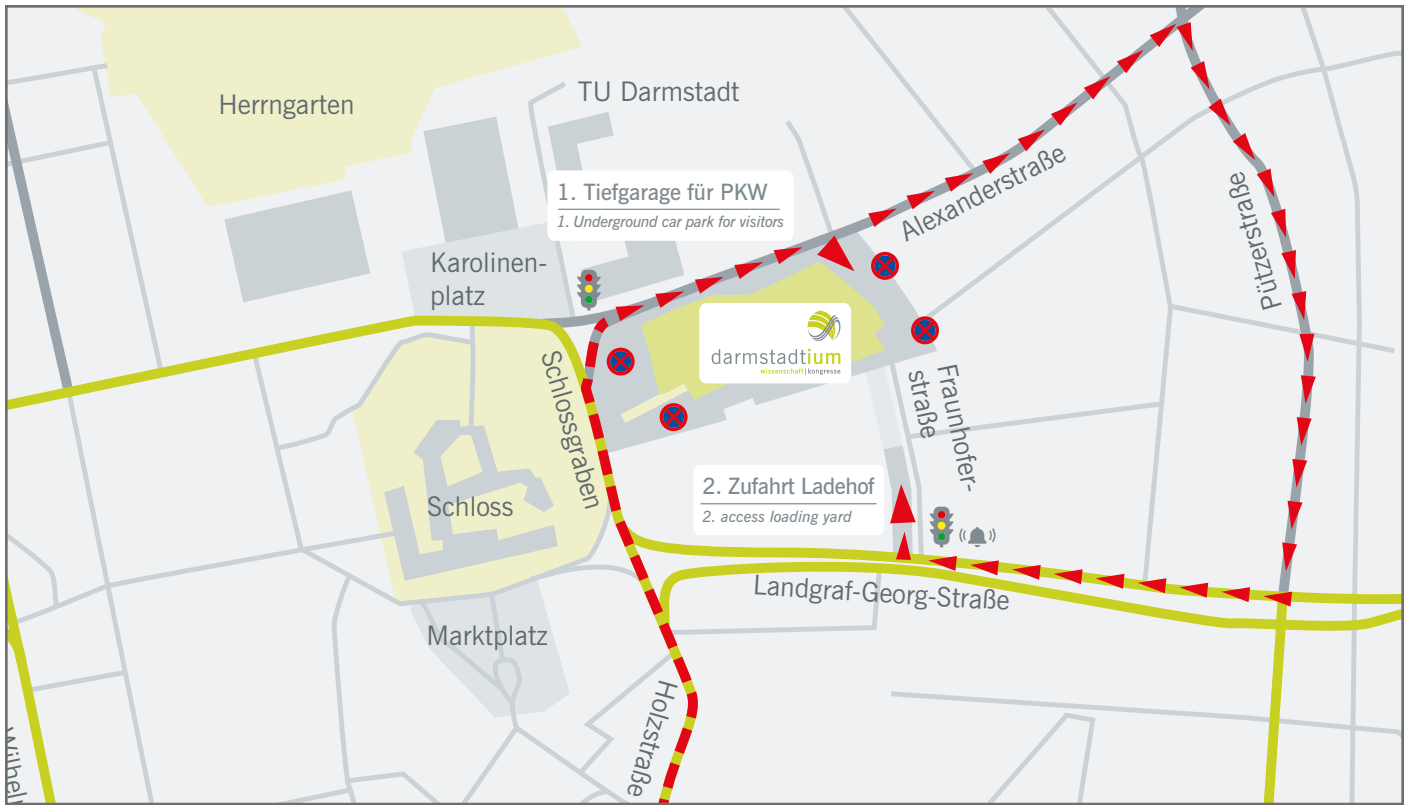 Herrngarten
TU Darmstadt
1. Tiefgarage für PKW
1. Underground car park for visitors
Alexanderstraße
Pützerstraße
Karolinen-
platz
darmstadtium
wissenschaft|kongresse
Schlossgraben
Fraunhofer-
straße
2. Zufahrt Ladehof
2. access loading yard
Schloss
Landgraf-Georg-Straße
Marktplatz
Holzstraße